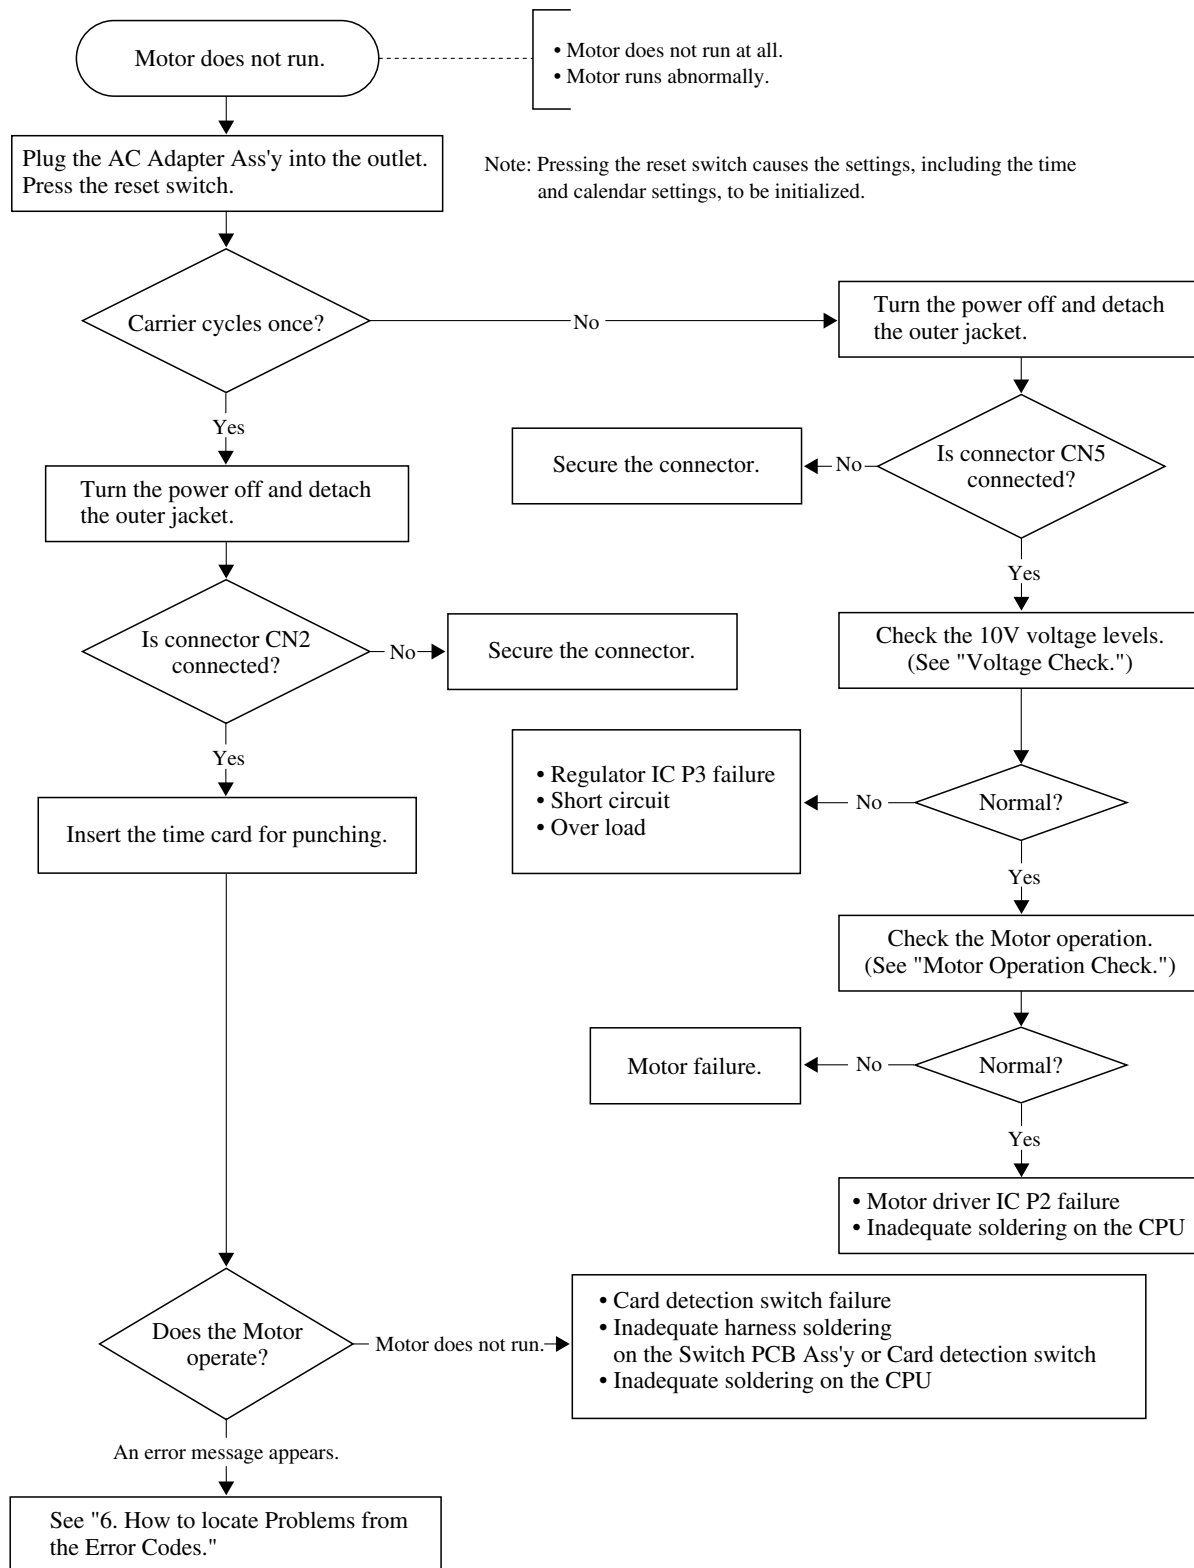 Motor does not run.
• Motor does not run at all.
• Motor runs abnormally.
Plug the AC Adapter Ass'y into the outlet.
Press the reset switch.
Note: Pressing the reset switch causes the settings, including the time
and calendar settings, to be initialized.
Carrier cycles once?
No
Turn the power off and detach
the outer jacket.
Yes
Secure the connector.
No
Is connector CN5
connected?
Turn the power off and detach
the outer jacket.
Yes
Is connector CN2
connected?
No
Secure the connector.
Check the 10V voltage levels.
(See "Voltage Check.")
Yes
• Regulator IC P3 failure
• Short circuit
• Over load
No
Normal?
Insert the time card for punching.
Yes
Check the Motor operation.
(See "Motor Operation Check.")
Motor failure.
No
Normal?
Yes
• Motor driver IC P2 failure
• Inadequate soldering on the CPU
Does the Motor
operate?
Motor does not run.
• Card detection switch failure
• Inadequate harness soldering
on the Switch PCB Ass'y or Card detection switch
• Inadequate soldering on the CPU
An error message appears.
See "6. How to locate Problems from
the Error Codes."